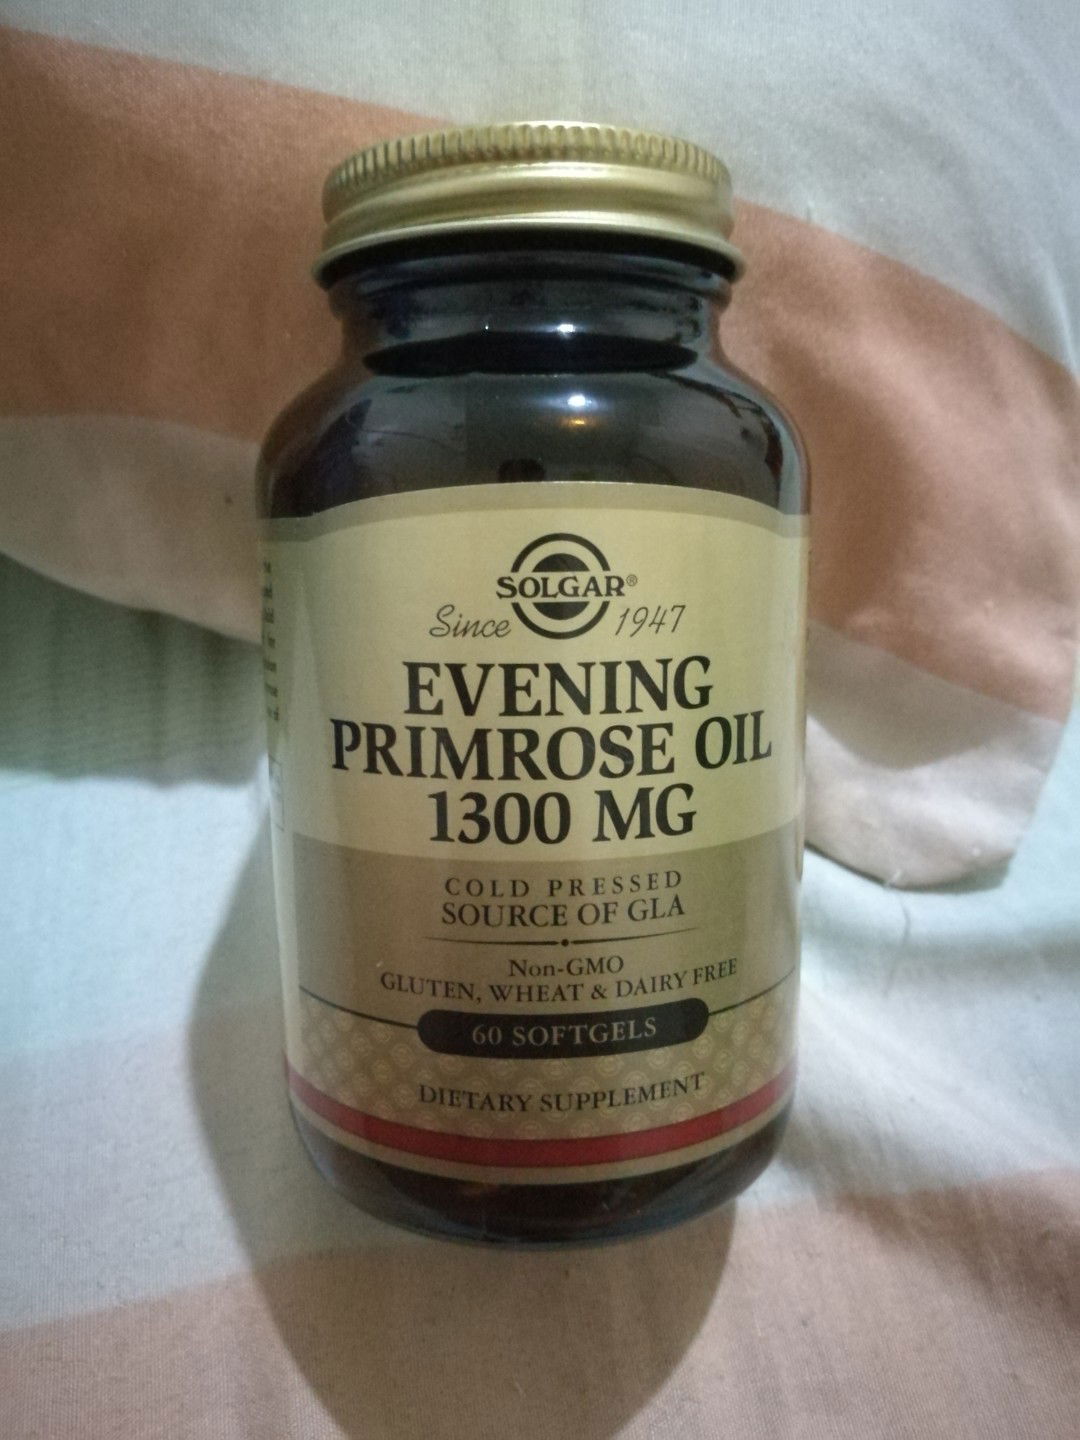 SOLGAR®
Since 1947
EVENING
PRIMROSE OIL
1300 MG
COLD PRESSED
SOURCE OF GLA
Non-GMO
GLUTEN, WHEAT & DAIRY FREE
60 SOFTGELS
DIETARY SUPPLEMENT